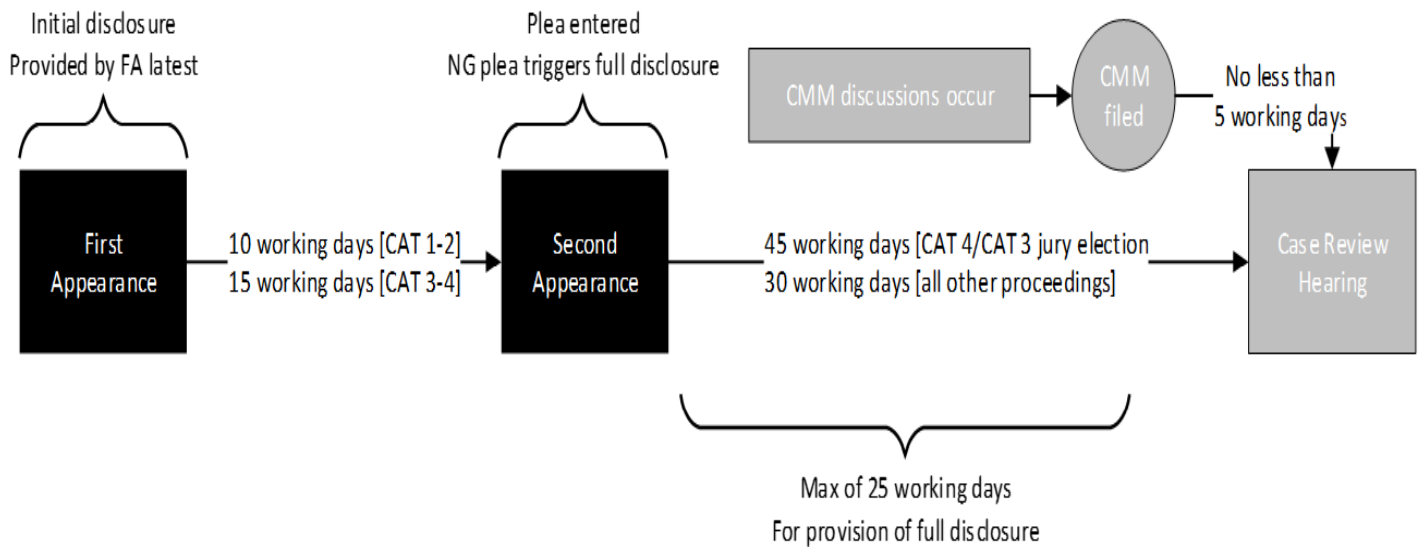 Initial disclosure
Provided by FA latest
Plea entered
NG plea triggers full disclosure
CMM discussions occur
CMM
filed
No less than
5 working days
First
Appearance
10 working days [CAT 1-2]
15 working days [CAT 3-4]
Second
Appearance
45 working days [CAT 4/CAT 3 jury election
30 working days [all other proceedings]
Case Review
Hearing
Max of 25 working days
For provision of full disclosure